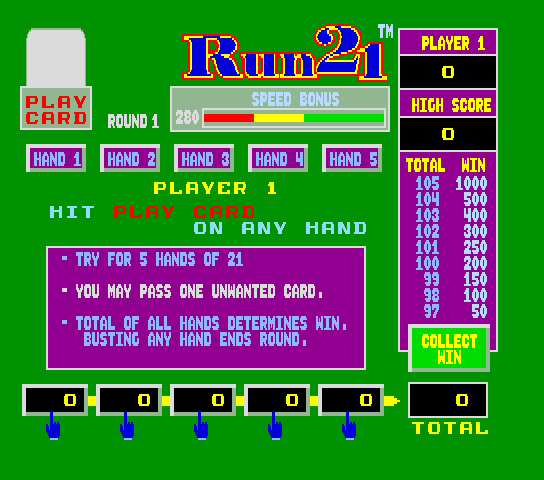 Run21™
PLAYER 1
0
PLAY
CARD
SPEED BONUS
280
ROUND 1
HIGH SCORE
0
HAND 1 HAND 2 HAND 3 HAND 4 HAND 5
TOTAL WIN
105 1000
104 500
103 400
102 300
101 250
100 200
99 150
98 100
97 50
PLAYER 1
HIT PLAY CARD
ON ANY HAND
- TRY FOR 5 HANDS OF 21
- YOU MAY PASS ONE UNWANTED CARD.
- TOTAL OF ALL HANDS DETERMINES WIN.
BUSTING ANY HAND ENDS ROUND.
COLLECT
WIN
0 0 0 0 0 0
TOTAL